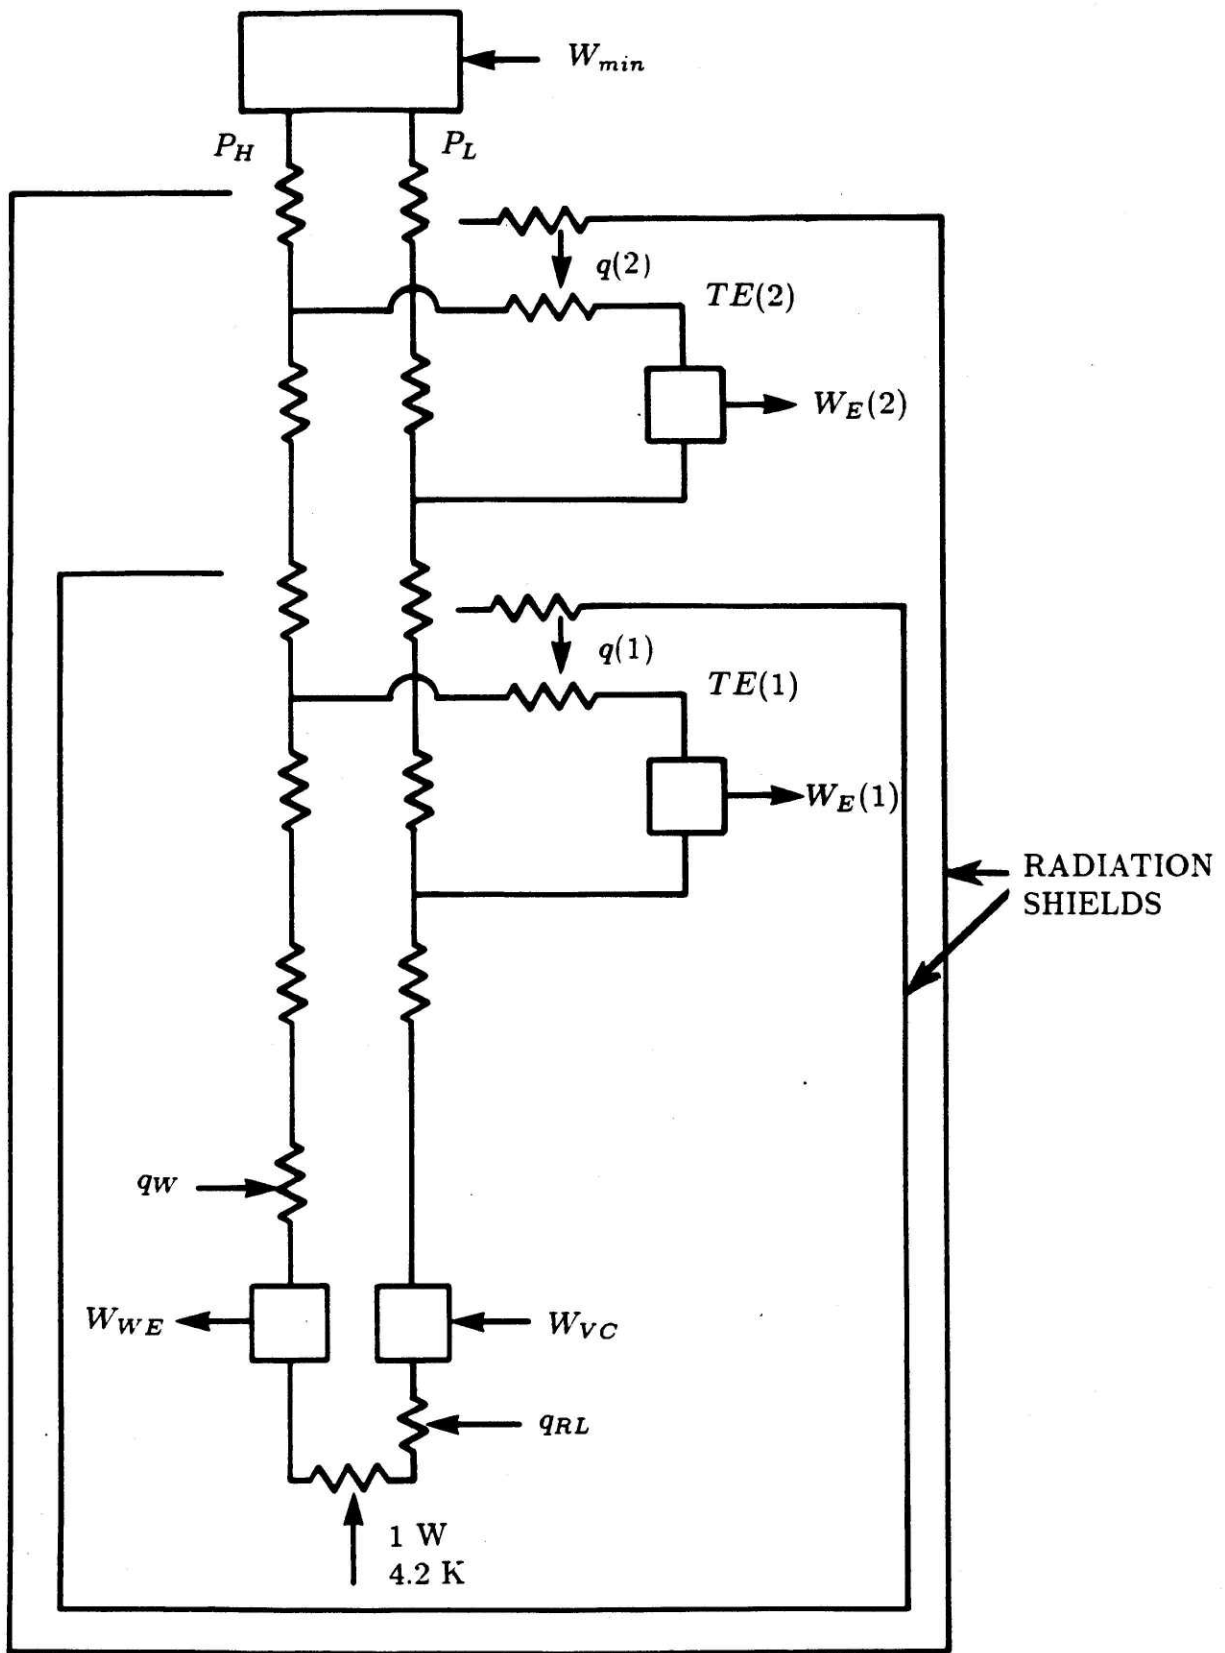 W_min
P_H
P_L
q(2)
TE(2)
W_E(2)
q(1)
TE(1)
W_E(1)
RADIATION
SHIELDS
q_W
W_WE
W_VC
q_RL
1 W
4.2 K